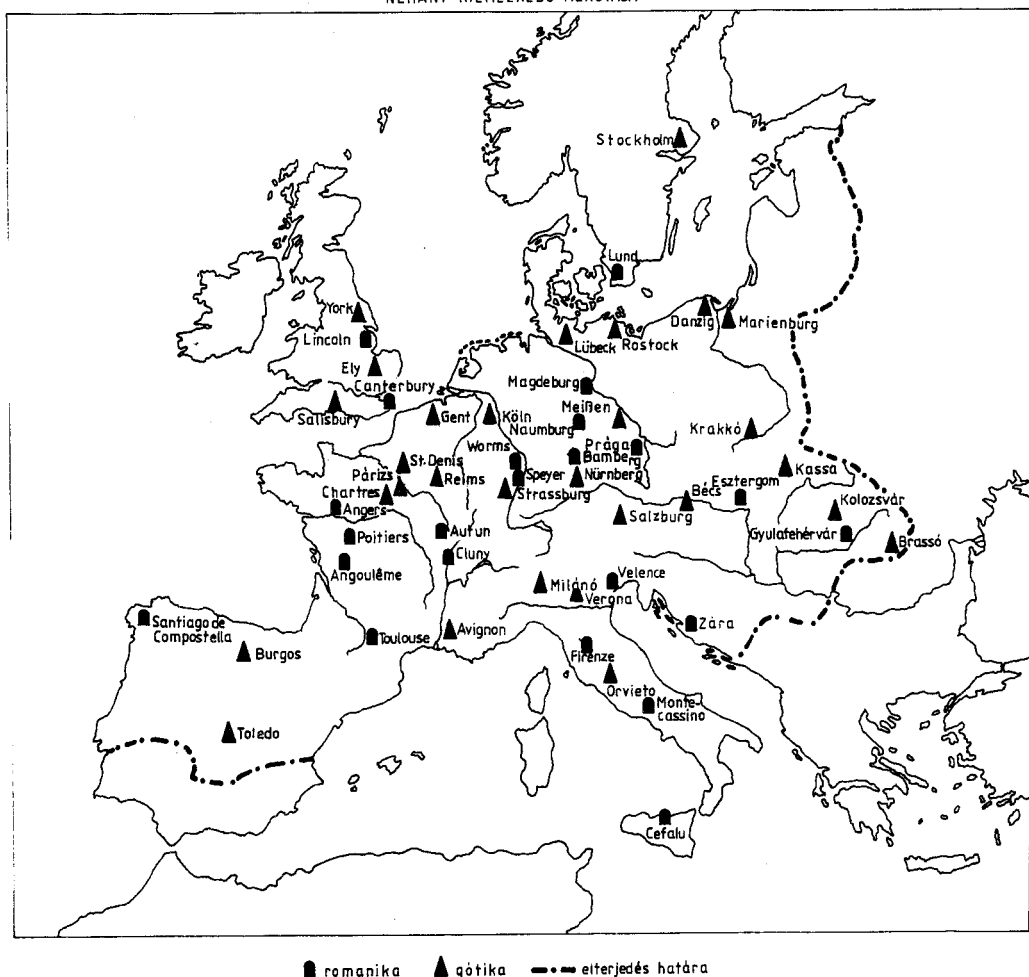 Stockholm
Lund
York
Danzig
Marienburg
Lincoln
Lübeck
Rostock
Ely
Magdeburg
Canterbury
Meißen
Salisbury
Gent
Köln
Naumburg
Krakkó
Prága
Worms
Bamberg
St.Denis
Kassa
Párizs
Reims
Speyer
Nürnberg
Esztergom
Chartres
Strassburg
Bécs
Kolozsvár
Angers
Salzburg
Autun
Gyulafehérvár
Brassó
Poitiers
Cluny
Angoulême
Milánó
Velence
Verona
Santiago de
Compostella
Toulouse
Avignon
Zára
Burgos
Firenze
Orvieto
Monte-
cassino
Toledo
Cefalu
romanika gótika elterjedés határa